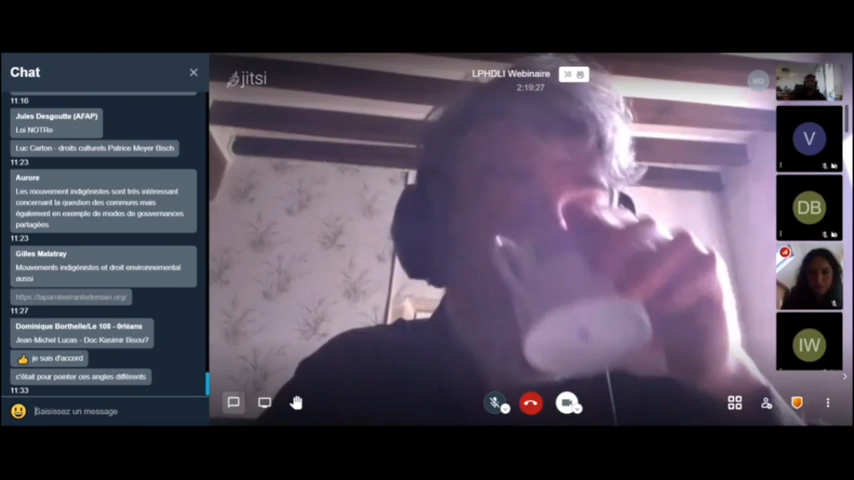 Chat
11:16
Jules Desgoutte (AFAP)
Loi NOTRe
Luc Carton - droits culturels Patrice Meyer Bisch
11:23
Aurore
Les mouvement indigénistes sont très intéressant
concernant la question des communs mais
également en exemple de modes de gouvernances
partagées
11:23
Gilles Malatray
Mouvements indigénistes et droit environnemental
aussi
https://laparoleerrantedemain.org/
11:27
Dominique Borthelle/Le 108 - Orléans
Jean-Michel Lucas - Doc Kasimir Bisou?
je suis d'accord
c'était pour pointer ces angles différents
11:33
Saisissez un message
jitsi
LPHDLI Webinaire
38
2:19:27
MD
V
DB
IW